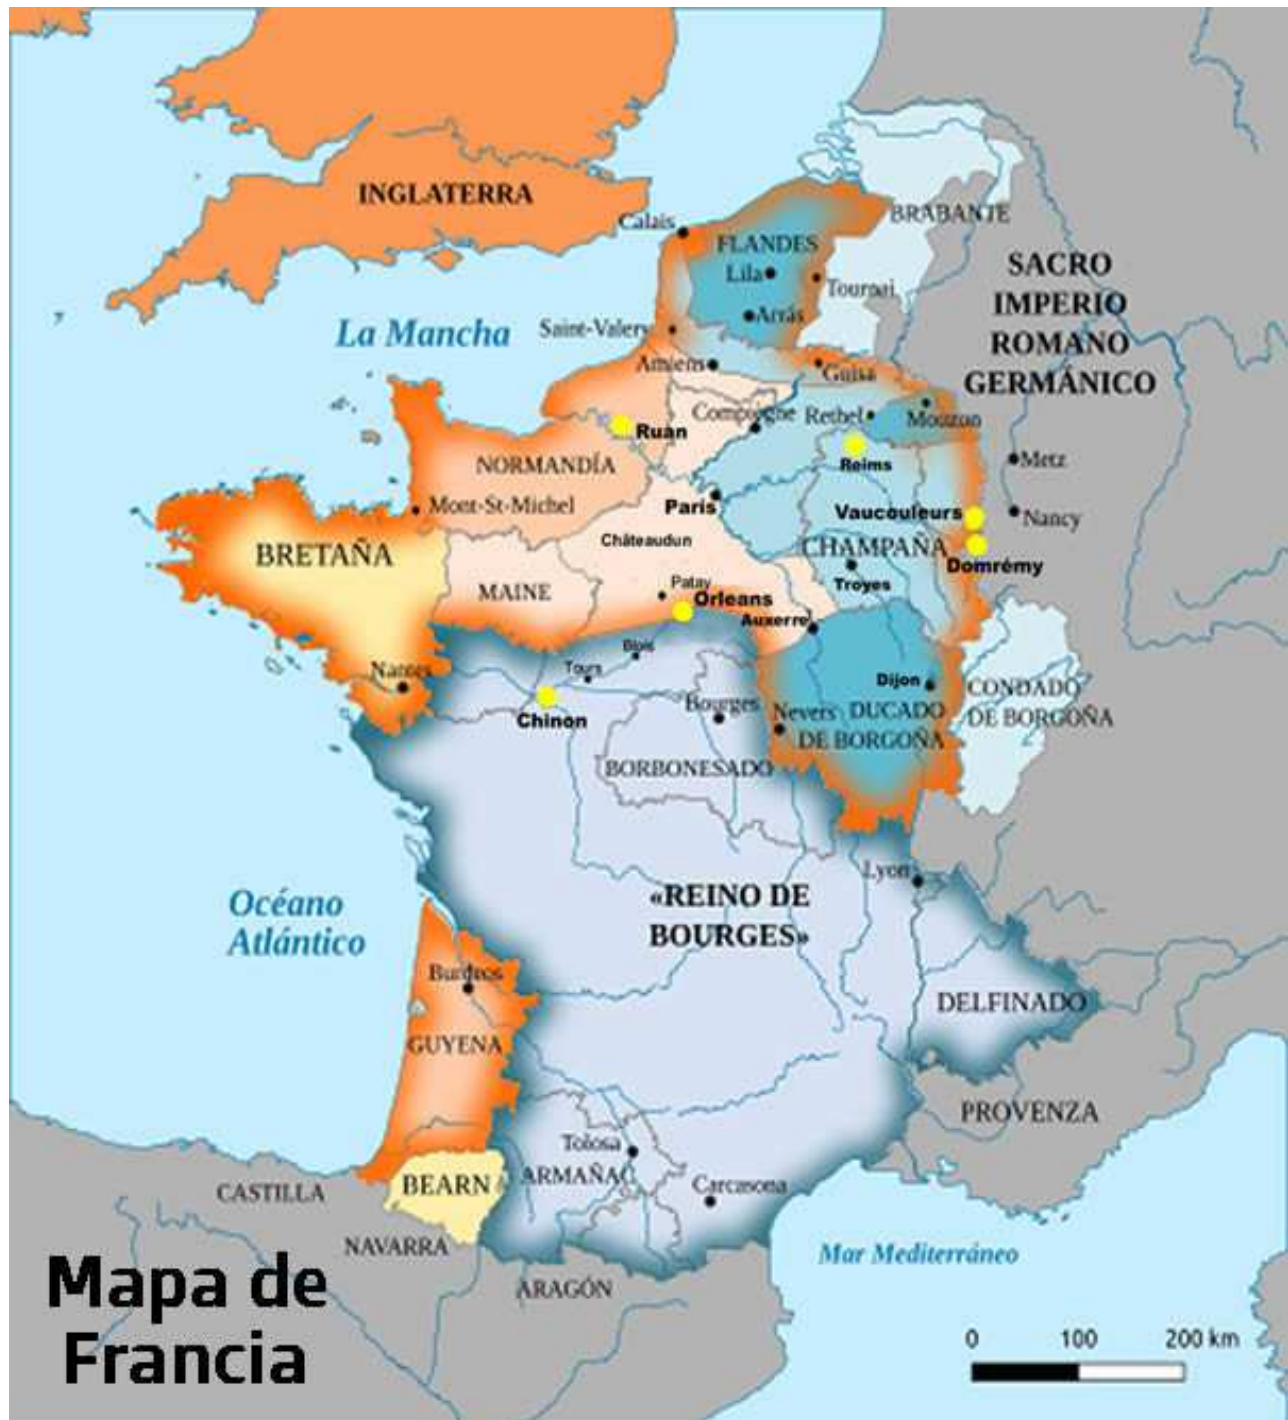 INGLATERRA
Calais
FLANDES
Lila
Arrás
Tournai
BRABANTE
SACRO
IMPERIO
ROMANO
GERMÁNICO
La Mancha
Saint-Valery
Amiens
Guisa
Compiègne
Rethel
Mouzon
Ruan
Reims
Metz
NORMANDÍA
Mont-St-Michel
París
Vaucouleurs
Nancy
BRETAÑA
Châteaudun
CHAMPAÑA
Domrémy
MAINE
Patay
Orleans
Troyes
Auxerre
Blois
Tours
Nantes
Chinon
Bourges
Nevers
Dijon
DUCADO
DE BORGOÑA
CONDADO
DE BORGOÑA
BORBONESADO
Lyon
«REINO DE
BOURGES»
Océano
Atlántico
Burdeos
GUYENA
DELFINADO
PROVENZA
Tolosa
ARMAÑAC
Carcasona
BEARN
CASTILLA
NAVARRA
ARAGÓN
Mar Mediterráneo
Mapa de
Francia
0 100 200 km